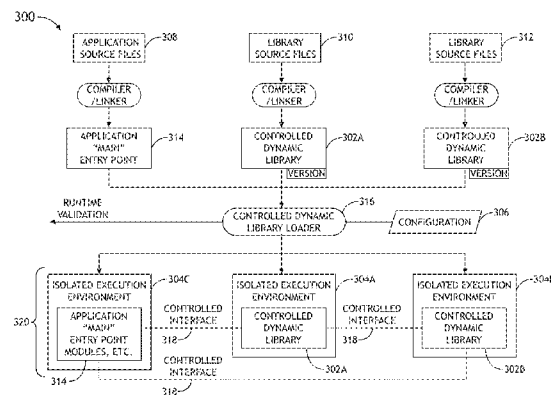 300
APPLICATION
SOURCE FILES
308
LIBRARY
SOURCE FILES
310
LIBRARY
SOURCE FILES
312
COMPILER
/LINKER
COMPILER
/LINKER
COMPILER
/LINKER
APPLICATION
"MAIN"
ENTRY POINT
314
CONTROLLED
DYNAMIC
LIBRARY
302A
VERSION
CONTROLLED
DYNAMIC
LIBRARY
302B
VERSION
RUNTIME
VALIDATION
CONTROLLED DYNAMIC
LIBRARY LOADER
316
CONFIGURATION
306
320
ISOLATED EXECUTION
ENVIRONMENT
304C
APPLICATION
"MAIN"
ENTRY POINT
MODULES, ETC.
314
CONTROLLED
INTERFACE
318
ISOLATED EXECUTION
ENVIRONMENT
304A
CONTROLLED
DYNAMIC
LIBRARY
302A
CONTROLLED
INTERFACE
318
ISOLATED EXECUTION
ENVIRONMENT
CONTROLLED
DYNAMIC
LIBRARY
302B
CONTROLLED
INTERFACE
318